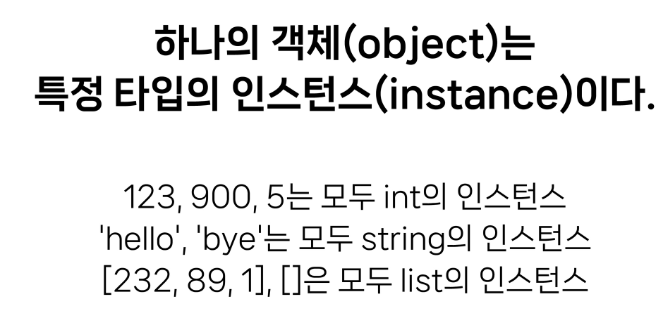 하나의 객체(object)는
특정 타입의 인스턴스(instance)이다.
123, 900, 5는 모두 int의 인스턴스
'hello', 'bye'는 모두 string의 인스턴스
[232, 89, 1], []은 모두 list의 인스턴스